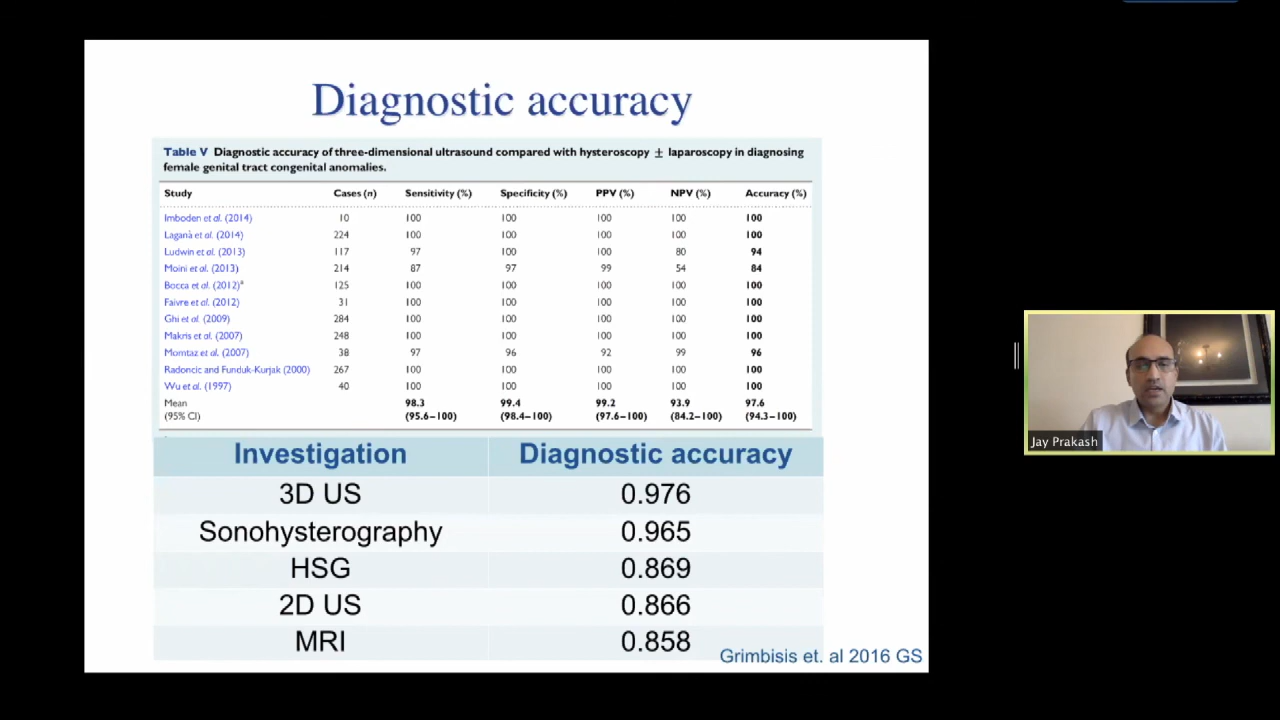 Diagnostic accuracy
Table V Diagnostic accuracy of three-dimensional ultrasound compared with hysteroscopy ± laparoscopy in diagnosing
female genital tract congenital anomalies.
Study Cases (n) Sensitivity (%) Specificity (%) PPV (%) NPV (%) Accuracy (%)
Imboden et al. (2014) 10 100 100 100 100 100
Laganà et al. (2014) 224 100 100 100 100 100
Ludwin et al. (2013) 117 97 100 100 80 94
Moini et al. (2013) 214 87 97 99 54 84
Bocca et al. (2012)a 125 100 100 100 100 100
Faivre et al. (2012) 31 100 100 100 100 100
Ghi et al. (2009) 284 100 100 100 100 100
Makris et al. (2007) 248 100 100 100 100 100
Momtaz et al. (2007) 38 97 96 92 99 96
Radoncic and Funduk-Kurjak (2000) 267 100 100 100 100 100
Wu et al. (1997) 40 100 100 100 100 100
Mean 98.3 99.4 99.2 93.9 97.6
(95% CI) (95.6–100) (98.4–100) (97.6–100) (84.2–100) (94.3–100)
Investigation Diagnostic accuracy
3D US 0.976
Sonohysterography 0.965
HSG 0.869
2D US 0.866
MRI 0.858
Grimbisis et. al 2016 GS
Jay Prakash